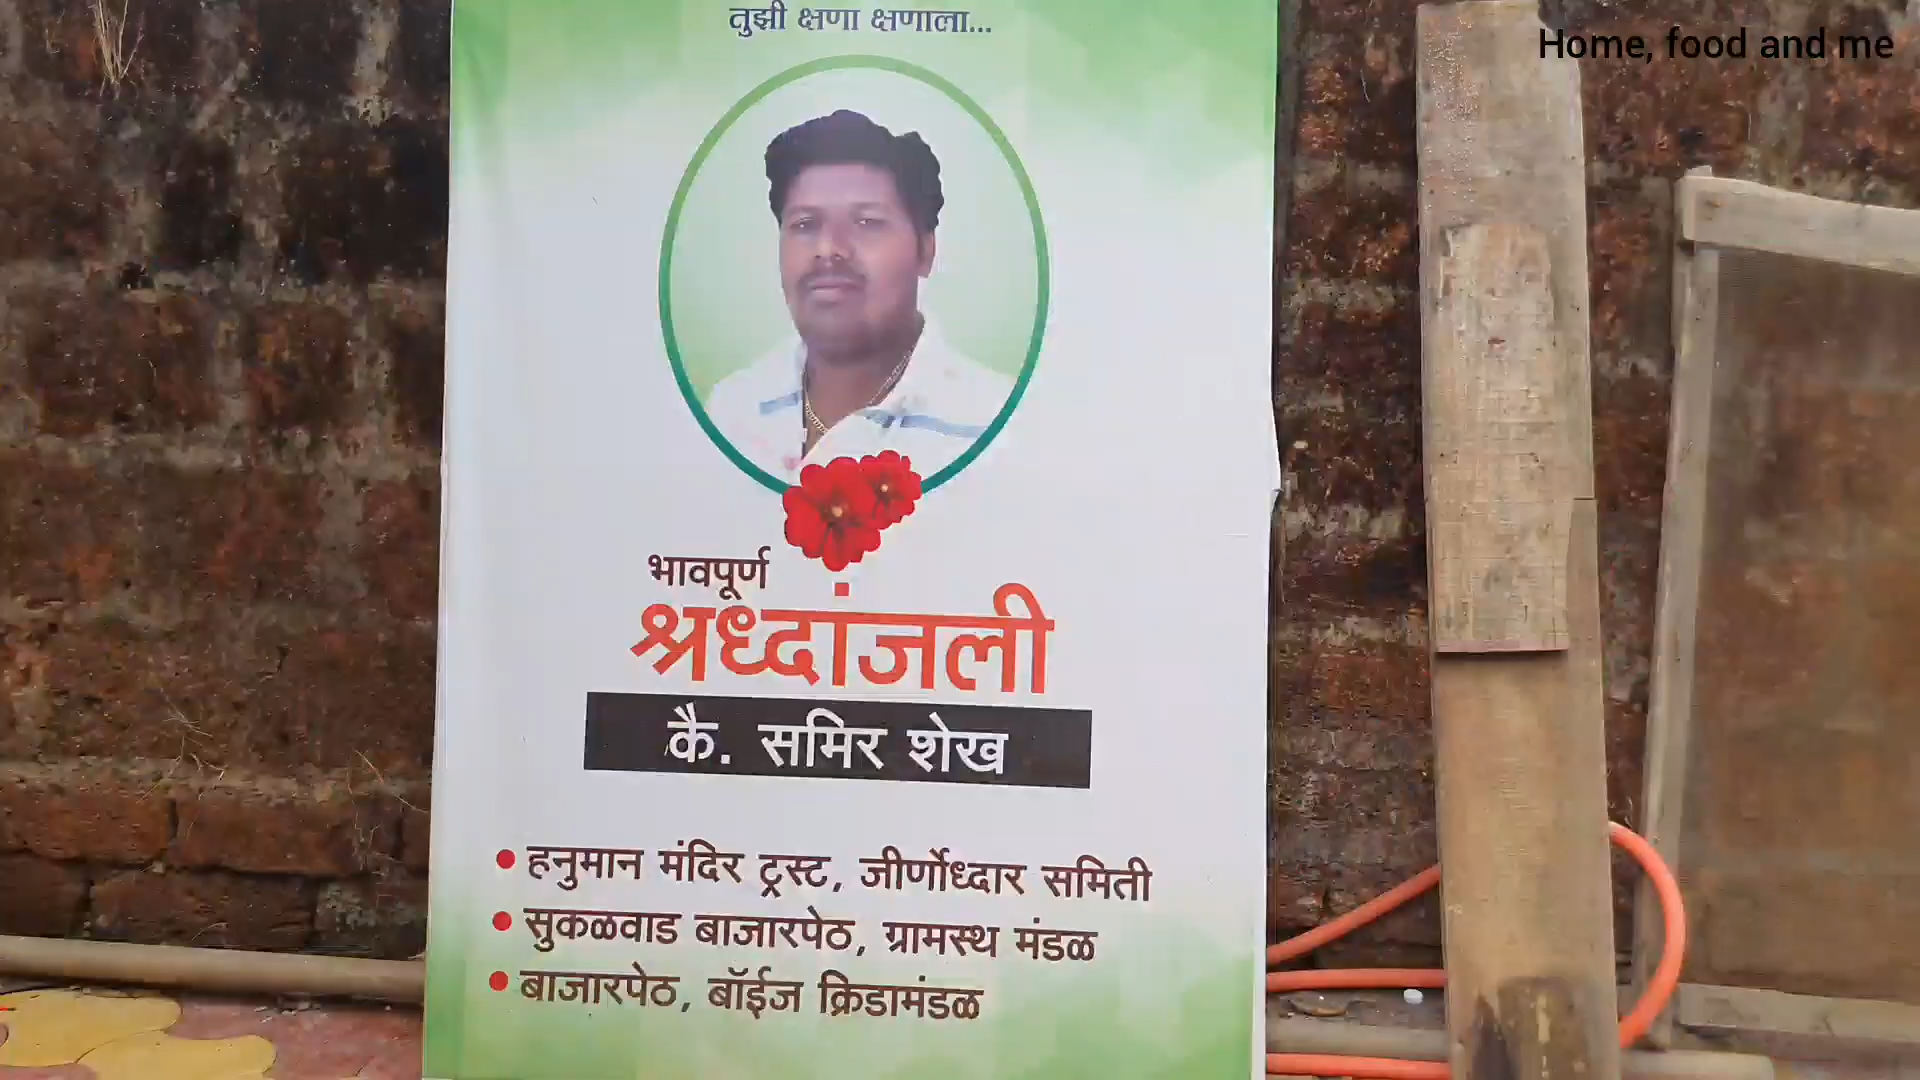 Home, food and me
तुझी क्षणा क्षणाला...
भावपूर्ण
श्रध्दांजली
कै. समिर शेख
• हनुमान मंदिर ट्रस्ट, जीर्णोध्दार समिती
• सुकळवाड बाजारपेठ, ग्रामस्थ मंडळ
• बाजारपेठ, बॉईज क्रिडामंडळ